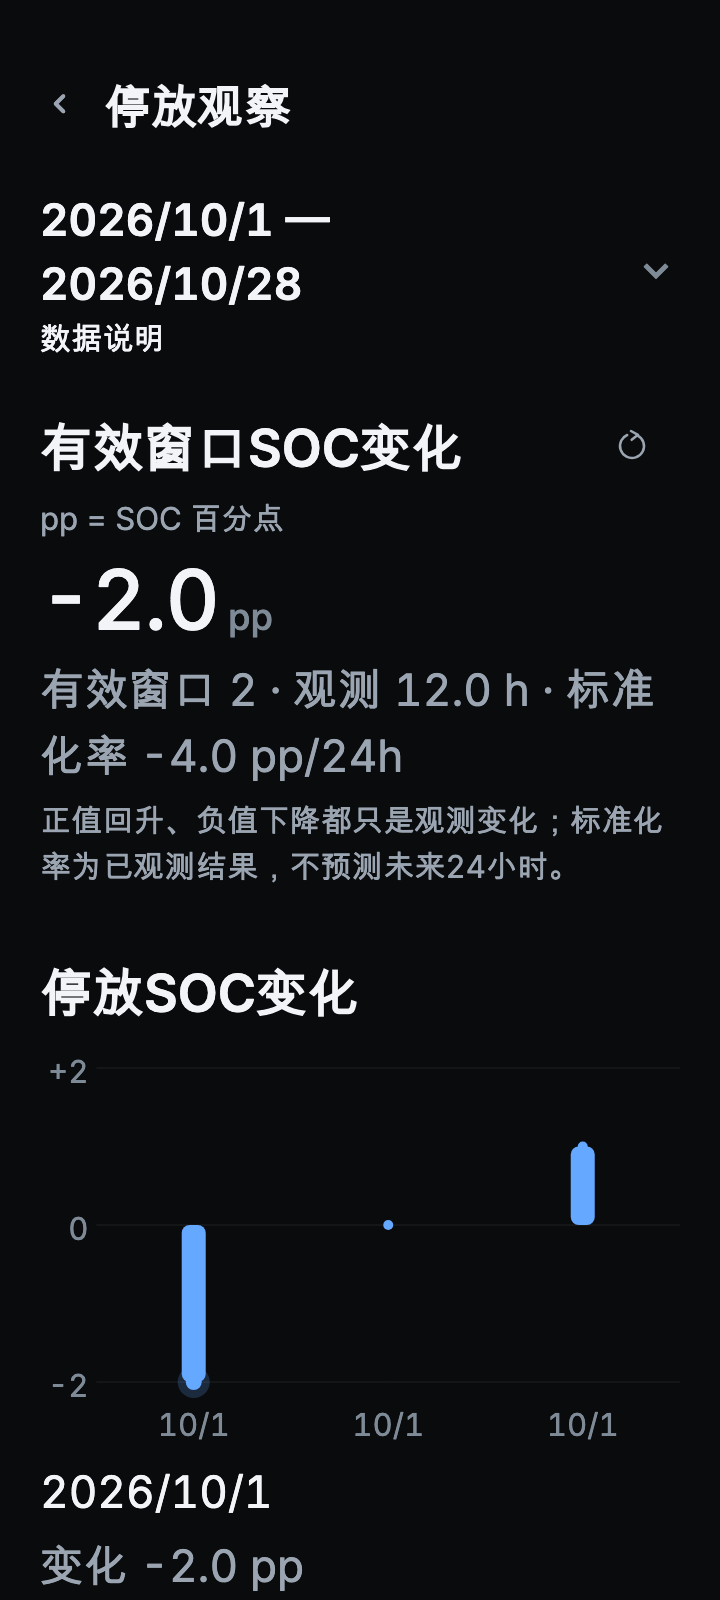 停放观察
2026/10/1 —
2026/10/28
数据说明
有效窗口SOC变化
pp = SOC 百分点
-2.0 pp
有效窗口 2 · 观测 12.0 h · 标准
化率 -4.0 pp/24h
正值回升、负值下降都只是观测变化；标准化
率为已观测结果，不预测未来24小时。
停放SOC变化
+2
0
-2
10/1 10/1 10/1
2026/10/1
变化 -2.0 pp